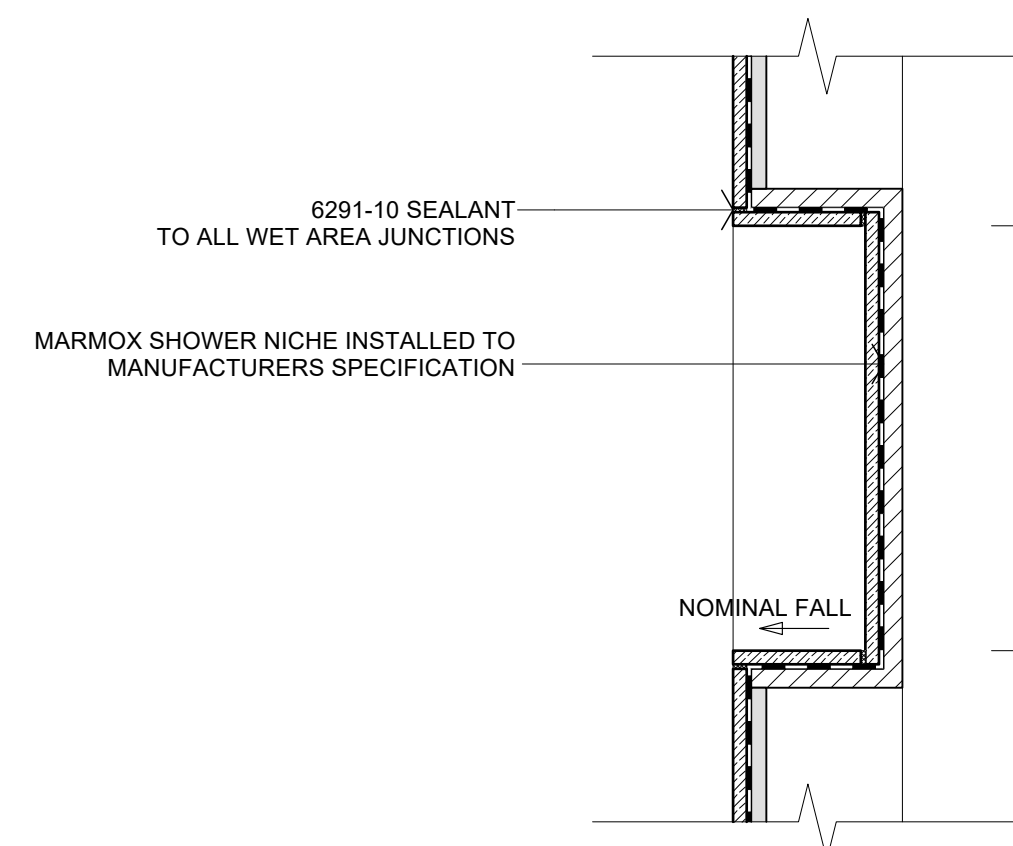 6291-10 SEALANT
TO ALL WET AREA JUNCTIONS
MARMOX SHOWER NICHE INSTALLED TO
MANUFACTURERS SPECIFICATION
NOMINAL FALL